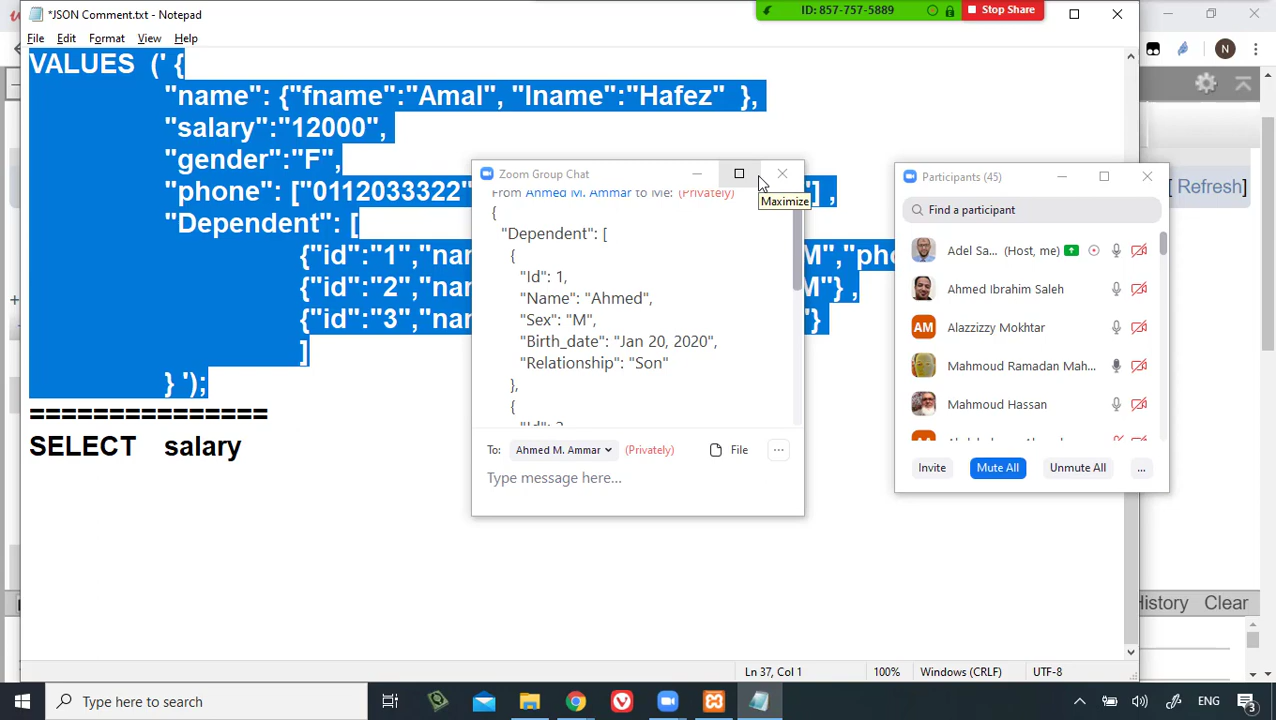 *JSON Comment.txt - Notepad
ID: 857-757-5889
Stop Share
File Edit Format View Help
N
VALUES (' {
"name": {"fname":"Amal", "lname":"Hafez" },
"salary":"12000",
"gender":"F",
"phone": ["0112033322"
"] ,
"Dependent": [
{"id":"1","nar
M","pho
{"id":"2","nar
M"} ,
{"id":"3","nar
"}
]
} ');
===============
SELECT salary
Zoom Group Chat
Maximize
From Ahmed M. Ammar to Me: (Privately)
{
"Dependent": [
{
"Id": 1,
"Name": "Ahmed",
"Sex": "M",
"Birth_date": "Jan 20, 2020",
"Relationship": "Son"
},
{
To: Ahmed M. Ammar (Privately) File ...
Type message here...
Participants (45)
Find a participant
Adel Sa... (Host, me)
Ahmed Ibrahim Saleh
AM Alazzizzy Mokhtar
Mahmoud Ramadan Mah...
Mahmoud Hassan
Invite Mute All Unmute All ...
[ Refresh]
History Clear
Ln 37, Col 1 100% Windows (CRLF) UTF-8
Type here to search
ENG
3